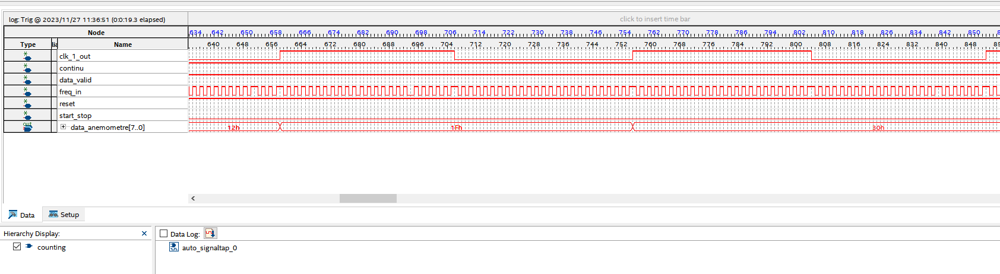 log: Trig @ 2023/11/27 11:36:51 (0:0:19.3 elapsed)
click to insert time bar
Node
634 642 650 658 666 674 682 690 698 706 714 722 730 738 746 754 762 770 778 786 794 802 810 818 826 834 842 850
Type
Name
640 648 656 664 672 680 688 696 704 712 720 728 736 744 752 760 768 776 784 792 800 808 816 824 832 840 848
clk_1_out
continu
data_valid
freq_in
reset
start_stop
data_anemometre[7..0]
12h
1Fh
30h
Data
Setup
Hierarchy Display:
counting
Data Log:
auto_signaltap_0